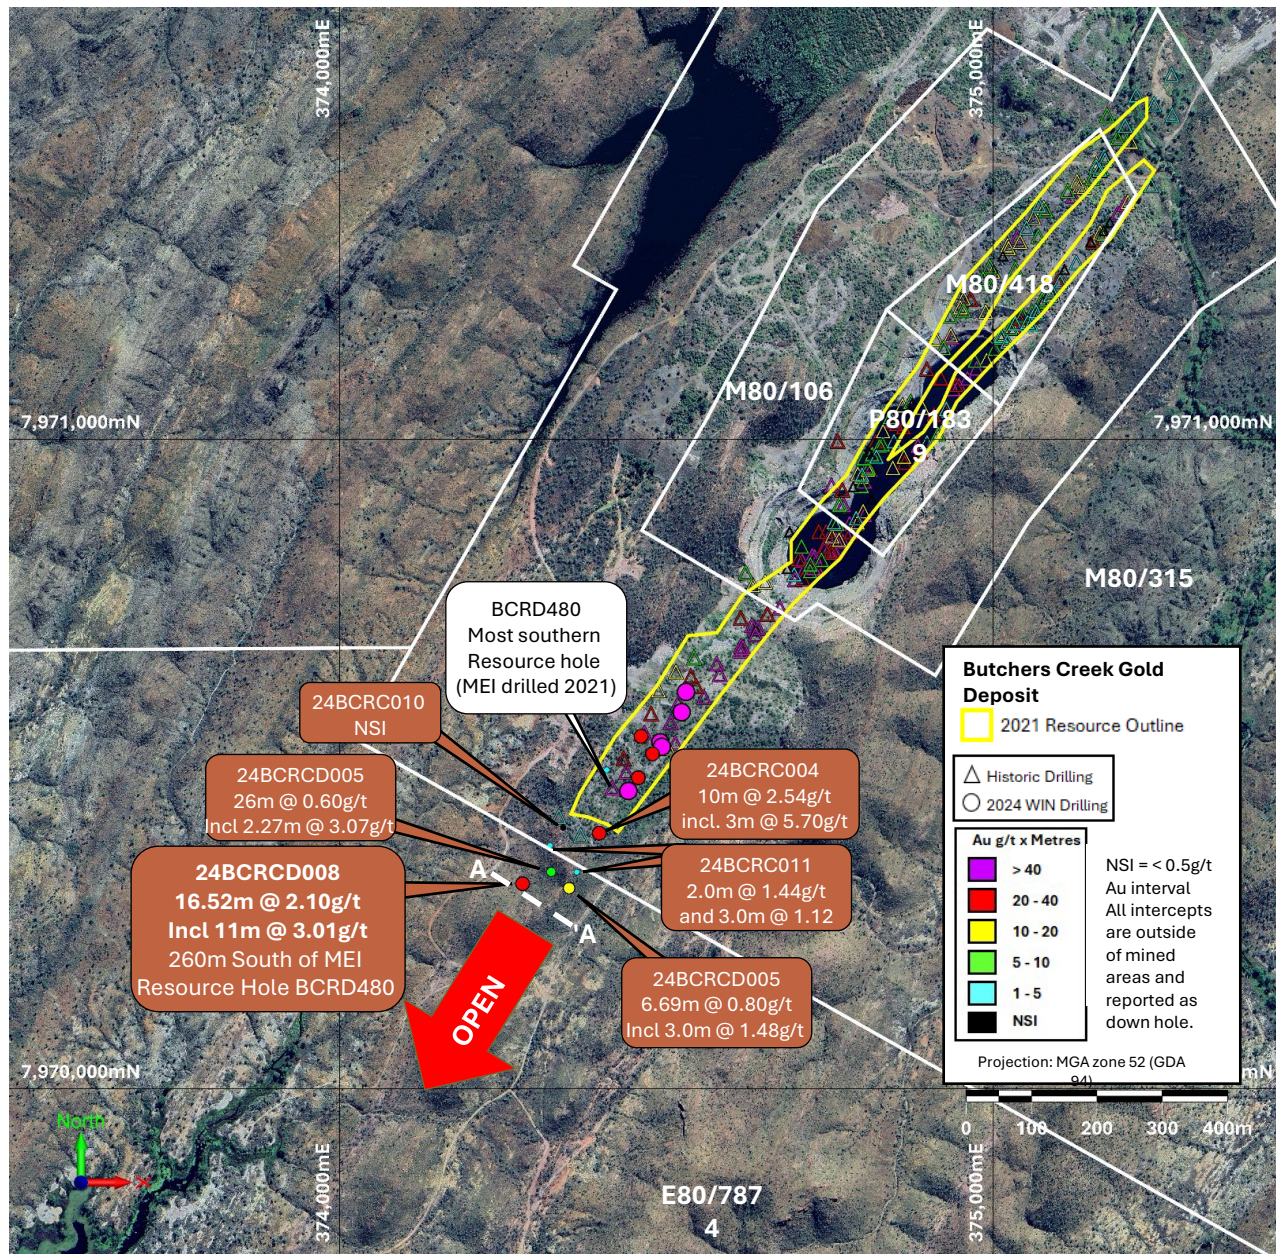 374,000mE
375,000mE
M80/418
M80/106
7,971,000mN
P80/183
9
7,971,000mN
M80/315
BCRD480
Most southern
Resource hole
(MEI drilled 2021)
24BCRC010
NSI
24BCRCD005
26m @ 0.60g/t
Incl 2.27m @ 3.07g/t
24BCRC004
10m @ 2.54g/t
incl. 3m @ 5.70g/t
24BCRCD008
16.52m @ 2.10g/t
Incl 11m @ 3.01g/t
260m South of MEI
Resource Hole BCRD480
A
24BCRC011
2.0m @ 1.44g/t
and 3.0m @ 1.12
'A
24BCRCD005
6.69m @ 0.80g/t
Incl 3.0m @ 1.48g/t
OPEN
Butchers Creek Gold
Deposit
2021 Resource Outline
Historic Drilling
2024 WIN Drilling
Au g/t x Metres
> 40
20 - 40
10 - 20
5 - 10
1 - 5
NSI
NSI = < 0.5g/t
Au interval
All intercepts
are outside
of mined
areas and
reported as
down hole.
Projection: MGA zone 52 (GDA
94)
7,970,000mN
mN
0 100 200 300 400m
North
X
374,000mE
375,000mE
E80/787
4